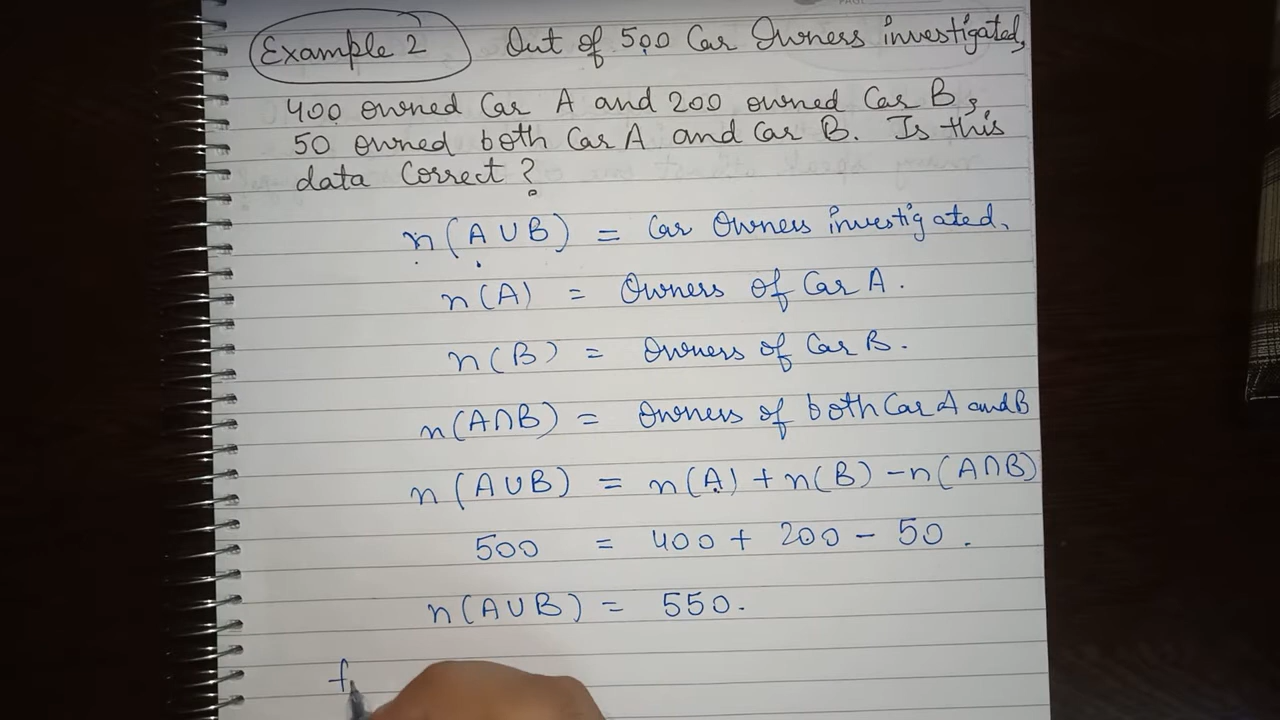 Example 2 Out of 500 Car Owners investigated,
400 owned Car A and 200 owned Car B,
50 owned both Car A and Car B. Is this
data Correct ?
n(A∪B) = Car Owners investigated.
n(A) = Owners of Car A.
n(B) = Owners of Car B.
n(A∩B) = Owners of both Car A and B
n(A∪B) = n(A) + n(B) - n(A∩B)
500 = 400 + 200 - 50 .
n(A∪B) = 550.